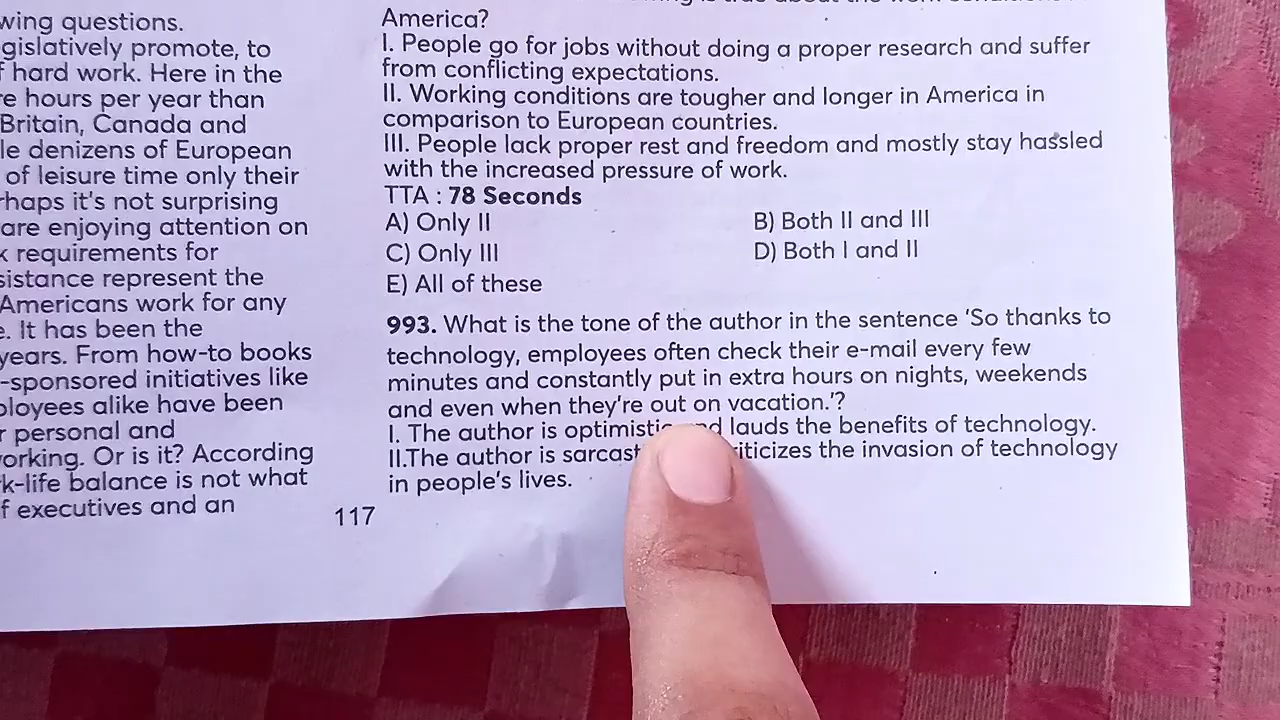 wing questions.
gislatively promote, to
f hard work. Here in the
re hours per year than
Britain, Canada and
le denizens of European
of leisure time only their
rhaps it's not surprising
are enjoying attention on
k requirements for
sistance represent the
Americans work for any
e. It has been the
years. From how-to books
-sponsored initiatives like
ployees alike have been
r personal and
vorking. Or is it? According
k-life balance is not what
f executives and an
117
America?
I. People go for jobs without doing a proper research and suffer
from conflicting expectations.
II. Working conditions are tougher and longer in America in
comparison to European countries.
III. People lack proper rest and freedom and mostly stay hassled
with the increased pressure of work.
TTA : 78 Seconds
A) Only II B) Both II and III
C) Only III D) Both I and II
E) All of these
993. What is the tone of the author in the sentence 'So thanks to
technology, employees often check their e-mail every few
minutes and constantly put in extra hours on nights, weekends
and even when they're out on vacation.'?
I. The author is optimistic and lauds the benefits of technology.
II.The author is sarcast iticizes the invasion of technology
in people's lives.